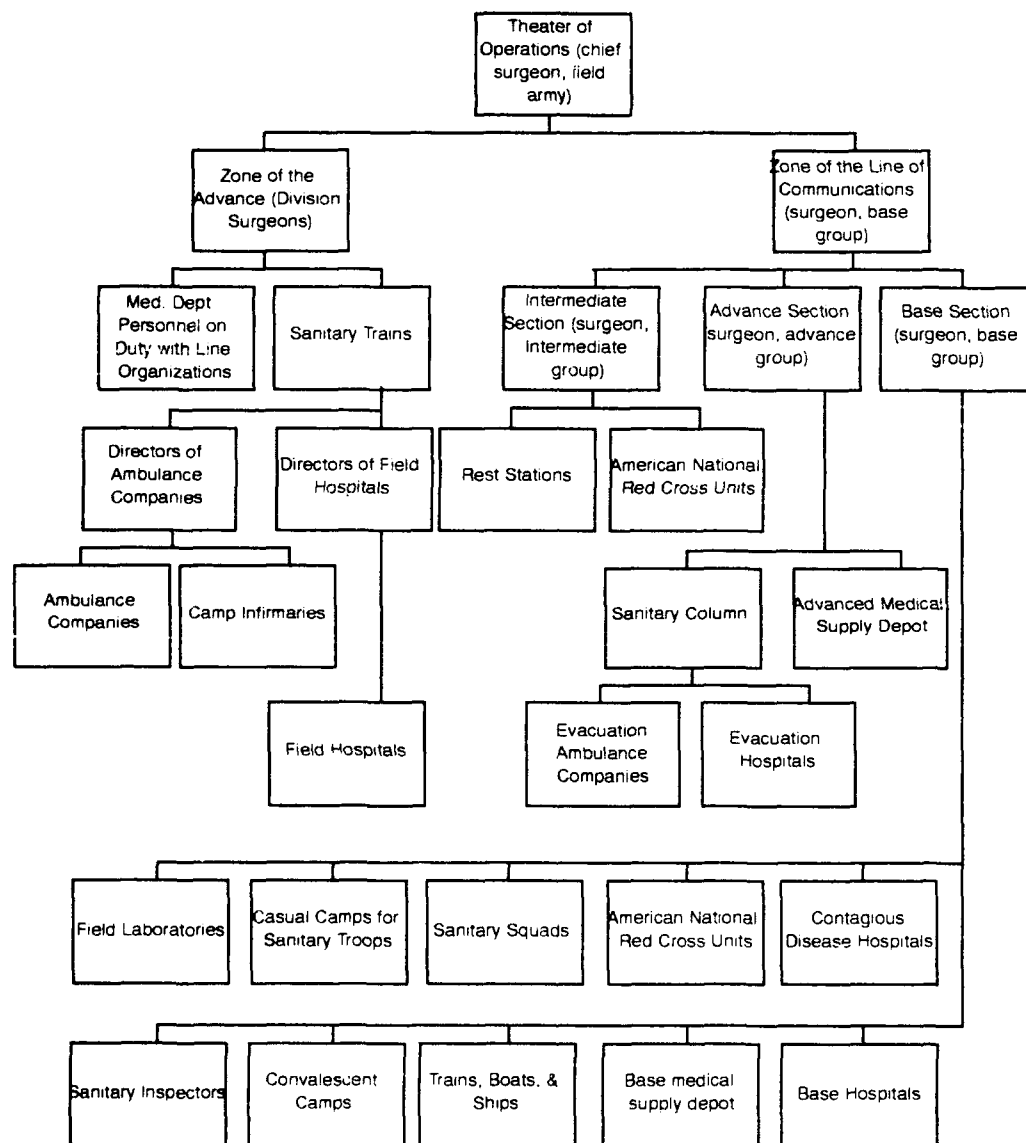 Theater of
Operations (chief
surgeon, field
army)
Zone of the
Advance (Division
Surgeons)
Zone of the Line of
Communications
(surgeon, base
group)
Med. Dept
Personnel on
Duty with Line
Organizations
Sanitary Trains
Intermediate
Section (surgeon,
Intermediate
group)
Advance Section
surgeon, advance
group)
Base Section
(surgeon, base
group)
Directors of
Ambulance
Companies
Directors of Field
Hospitals
Rest Stations
American National
Red Cross Units
Ambulance
Companies
Camp Infirmaries
Sanitary Column
Advanced Medical
Supply Depot
Field Hospitals
Evacuation
Ambulance
Companies
Evacuation
Hospitals
Field Laboratories
Casual Camps for
Sanitary Troops
Sanitary Squads
American National
Red Cross Units
Contagious
Disease Hospitals
Sanitary Inspectors
Convalescent
Camps
Trains, Boats, &
Ships
Base medical
supply depot
Base Hospitals